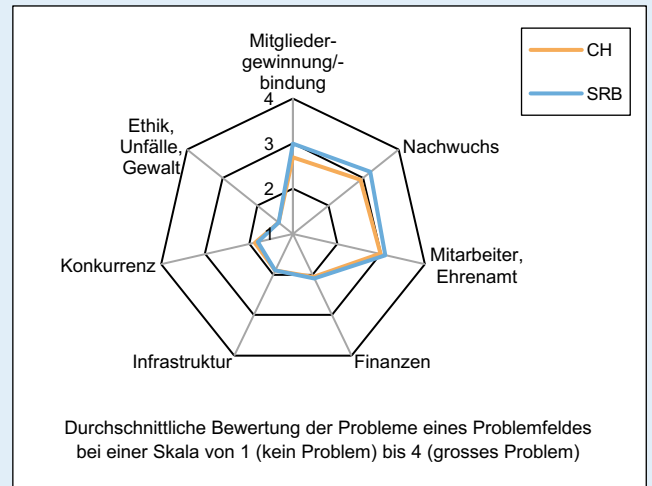 Mitglieder-
gewinnung/-
bindung
CH
SRB
4
3
2
1
Ethik,
Unfälle,
Gewalt
Nachwuchs
Konkurrenz
Mitarbeiter,
Ehrenamt
Infrastruktur
Finanzen
Durchschnittliche Bewertung der Probleme eines Problemfeldes
bei einer Skala von 1 (kein Problem) bis 4 (grosses Problem)